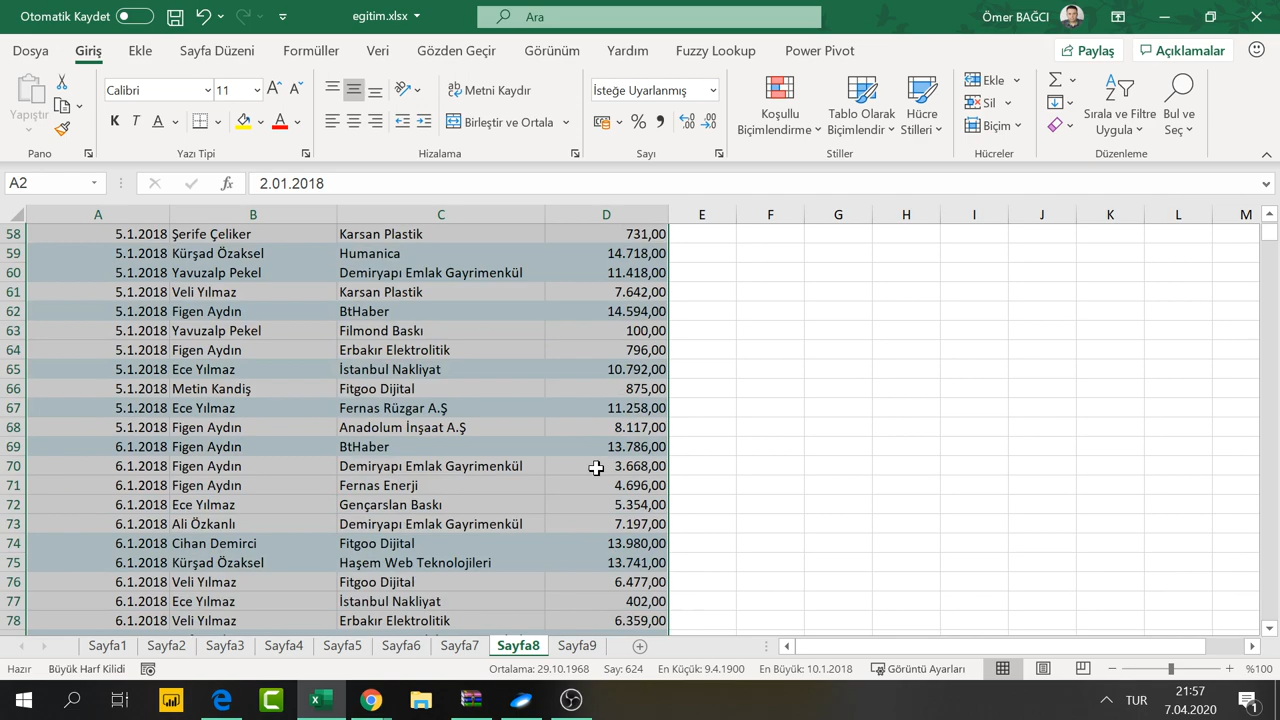 Otomatik Kaydet egitim.xlsx Ara Ömer BAĞCI
Dosya Giriş Ekle Sayfa Düzeni Formüller Veri Gözden Geçir Görünüm Yardım Fuzzy Lookup Power Pivot Paylaş Açıklamalar
Yapıştır Calibri 11 Metni Kaydır İsteğe Uyarlanmış Koşullu Biçimlendirme Tablo Olarak Biçimlendir Hücre Stilleri Ekle Sil Biçim Sırala ve Filtre Uygula Bul ve Seç
K T A Birleştir ve Ortala
Pano Yazı Tipi Hizalama Sayı Stiller Hücreler Düzenleme
A2 fx 2.01.2018
A B C D E F G H I J K L M
58 5.1.2018 Şerife Çeliker Karsan Plastik 731,00
59 5.1.2018 Kürşad Özaksel Humanica 14.718,00
60 5.1.2018 Yavuzalp Pekel Demiryapı Emlak Gayrimenkül 11.418,00
61 5.1.2018 Veli Yılmaz Karsan Plastik 7.642,00
62 5.1.2018 Figen Aydın BtHaber 14.594,00
63 5.1.2018 Yavuzalp Pekel Filmond Baskı 100,00
64 5.1.2018 Figen Aydın Erbakır Elektrolitik 796,00
65 5.1.2018 Ece Yılmaz İstanbul Nakliyat 10.792,00
66 5.1.2018 Metin Kandiş Fitgoo Dijital 875,00
67 5.1.2018 Ece Yılmaz Fernas Rüzgar A.Ş 11.258,00
68 5.1.2018 Figen Aydın Anadolum İnşaat A.Ş 8.117,00
69 6.1.2018 Figen Aydın BtHaber 13.786,00
70 6.1.2018 Figen Aydın Demiryapı Emlak Gayrimenkül 3.668,00
71 6.1.2018 Figen Aydın Fernas Enerji 4.696,00
72 6.1.2018 Ece Yılmaz Gençarslan Baskı 5.354,00
73 6.1.2018 Ali Özkanlı Demiryapı Emlak Gayrimenkül 7.197,00
74 6.1.2018 Cihan Demirci Fitgoo Dijital 13.980,00
75 6.1.2018 Kürşad Özaksel Haşem Web Teknolojileri 13.741,00
76 6.1.2018 Veli Yılmaz Fitgoo Dijital 6.477,00
77 6.1.2018 Ece Yılmaz İstanbul Nakliyat 402,00
78 6.1.2018 Veli Yılmaz Erbakır Elektrolitik 6.359,00
Sayfa1 Sayfa2 Sayfa3 Sayfa4 Sayfa5 Sayfa6 Sayfa7 Sayfa8 Sayfa9
Hazır Büyük Harf Kilidi Ortalama: 29.10.1968 Say: 624 En Küçük: 9.4.1900 En Büyük: 10.1.2018 Görüntü Ayarları %100
TUR 21:57
7.04.2020